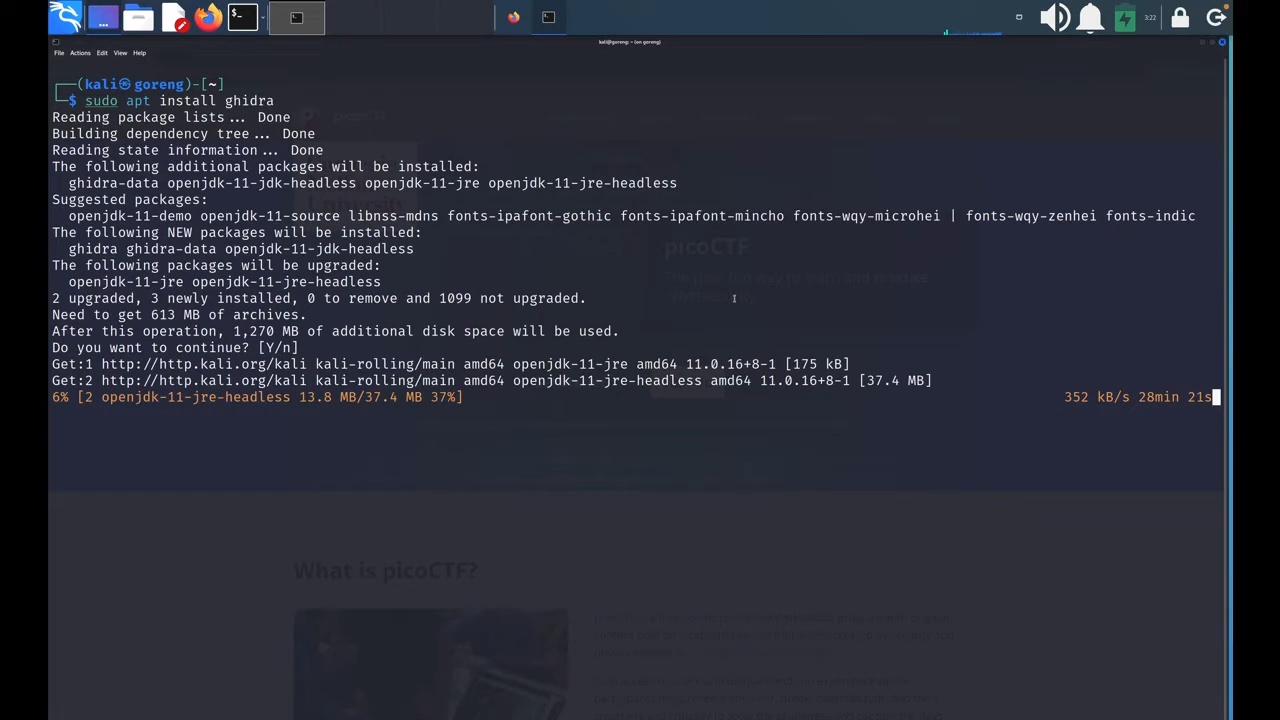 3:22
kali@goreng: ~ (on goreng)
File Actions Edit View Help
┌──(kali㉿goreng)-[~]
└─$ sudo apt install ghidra
Reading package lists... Done
Building dependency tree... Done
Reading state information... Done
The following additional packages will be installed:
ghidra-data openjdk-11-jdk-headless openjdk-11-jre openjdk-11-jre-headless
Suggested packages:
openjdk-11-demo openjdk-11-source libnss-mdns fonts-ipafont-gothic fonts-ipafont-mincho fonts-wqy-microhei | fonts-wqy-zenhei fonts-indic
The following NEW packages will be installed:
ghidra ghidra-data openjdk-11-jdk-headless
The following packages will be upgraded:
openjdk-11-jre openjdk-11-jre-headless
2 upgraded, 3 newly installed, 0 to remove and 1099 not upgraded.
Need to get 613 MB of archives.
After this operation, 1,270 MB of additional disk space will be used.
Do you want to continue? [Y/n]
Get:1 http://http.kali.org/kali kali-rolling/main amd64 openjdk-11-jre amd64 11.0.16+8-1 [175 kB]
Get:2 http://http.kali.org/kali kali-rolling/main amd64 openjdk-11-jre-headless amd64 11.0.16+8-1 [37.4 MB]
6% [2 openjdk-11-jre-headless 13.8 MB/37.4 MB 37%] 352 kB/s 28min 21s
picoCTF
What is picoCTF?